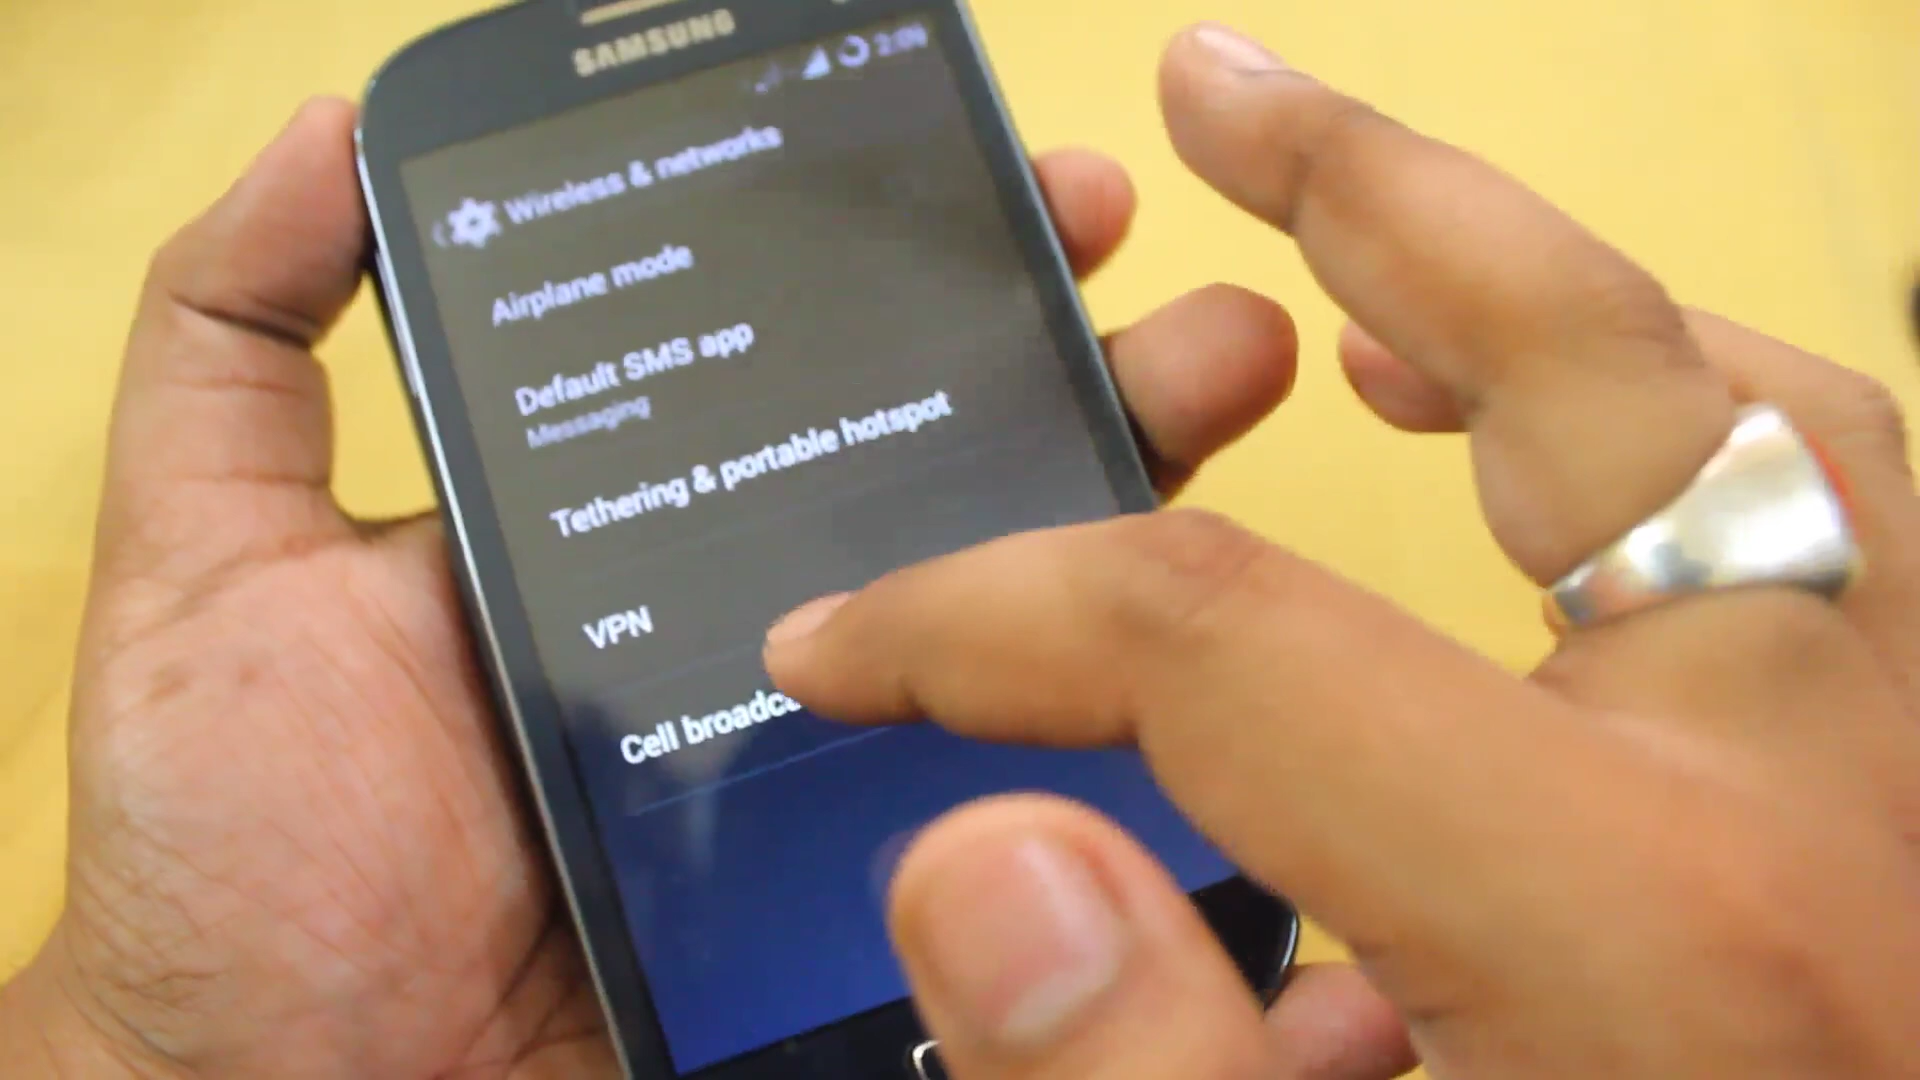 SAMSUNG
Wireless & networks
Airplane mode
Default SMS app
Messaging
Tethering & portable hotspot
VPN
Cell broadca